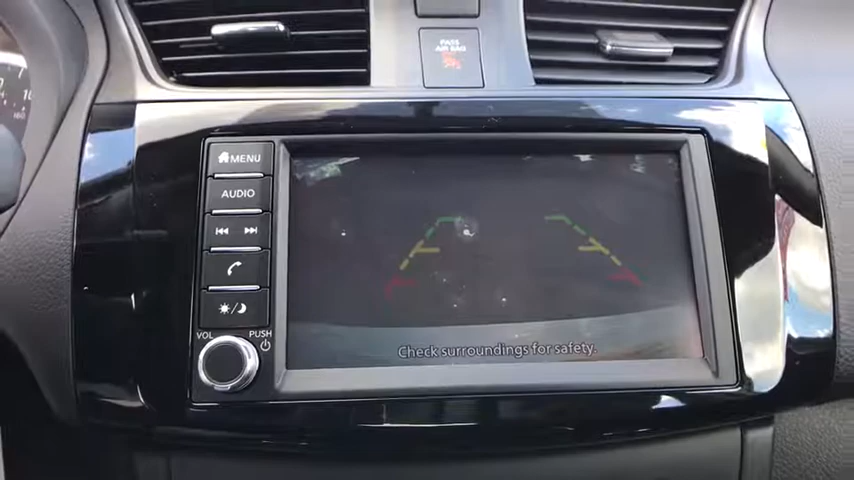 PASS
AIR BAG
MENU
AUDIO
VOL
PUSH
Check surroundings for safety.